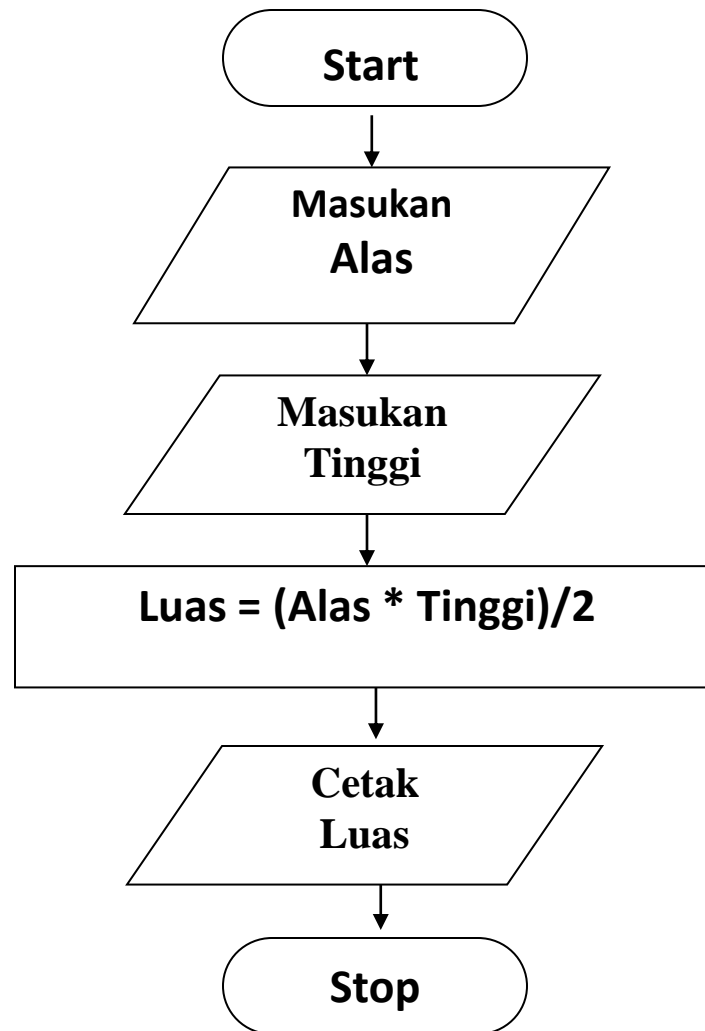 Start
Masukan
Alas
Masukan
Tinggi
Luas = (Alas * Tinggi)/2
Cetak
Luas
Stop